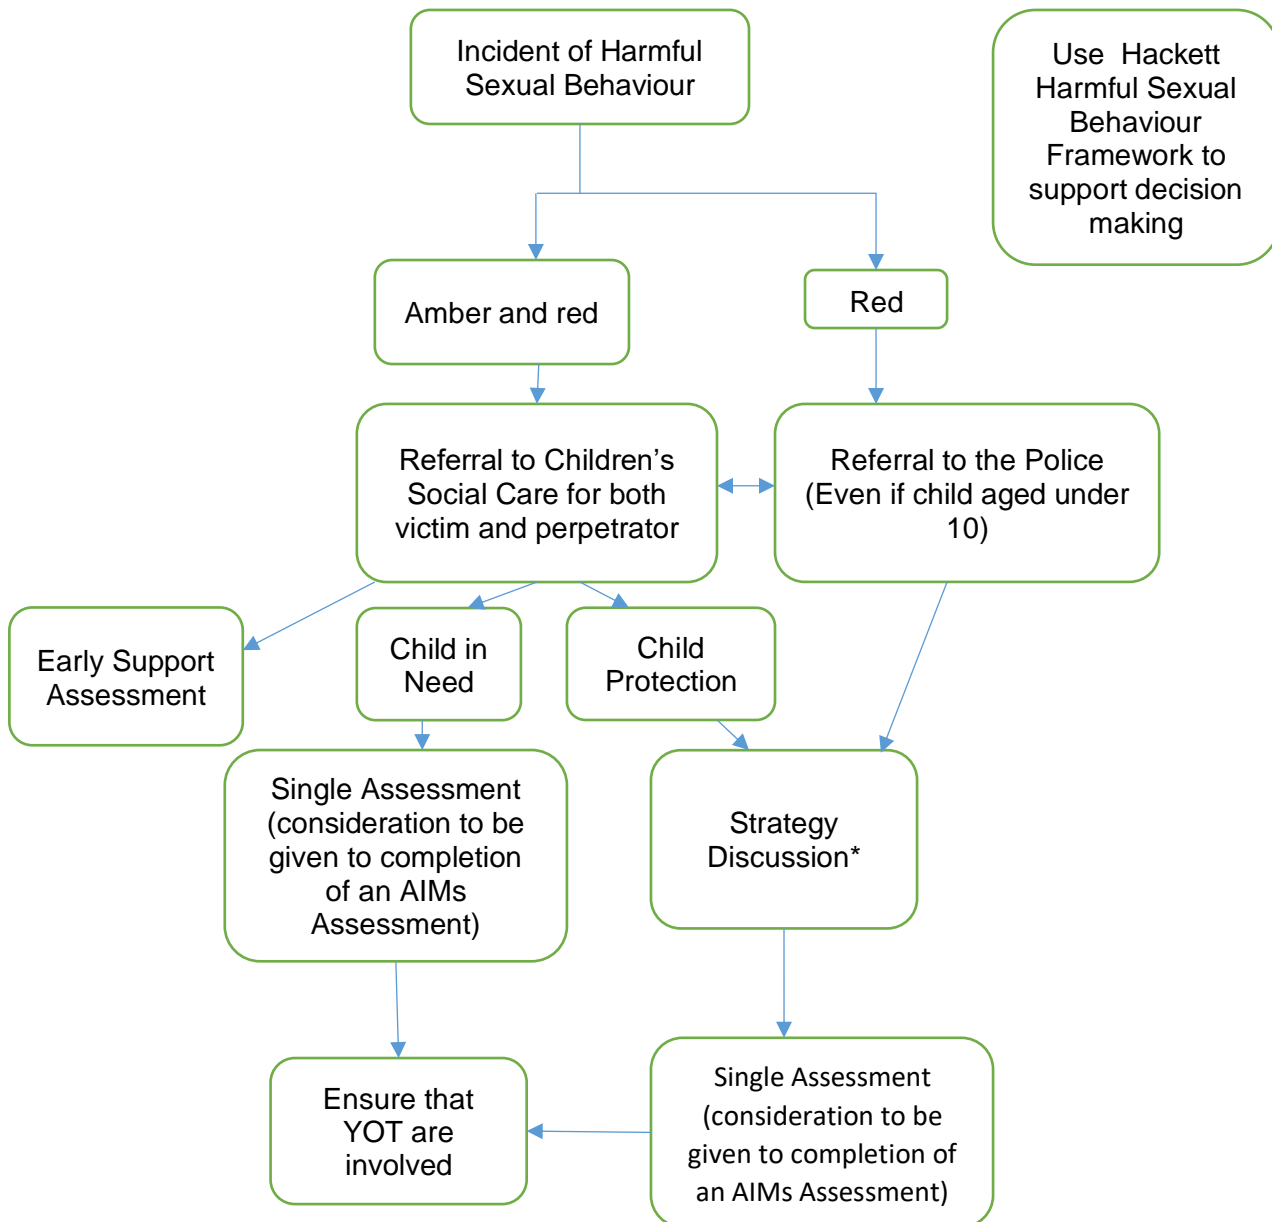 Incident of Harmful
Sexual Behaviour
Use Hackett
Harmful Sexual
Behaviour
Framework to
support decision
making
Amber and red
Red
Referral to Children’s
Social Care for both
victim and perpetrator
Referral to the Police
(Even if child aged under
10)
Early Support
Assessment
Child in
Need
Child
Protection
Single Assessment
(consideration to be
given to completion
of an AIMs
Assessment)
Strategy
Discussion*
Ensure that
YOT are
involved
Single Assessment
(consideration to be
given to completion of
an AIMs Assessment)